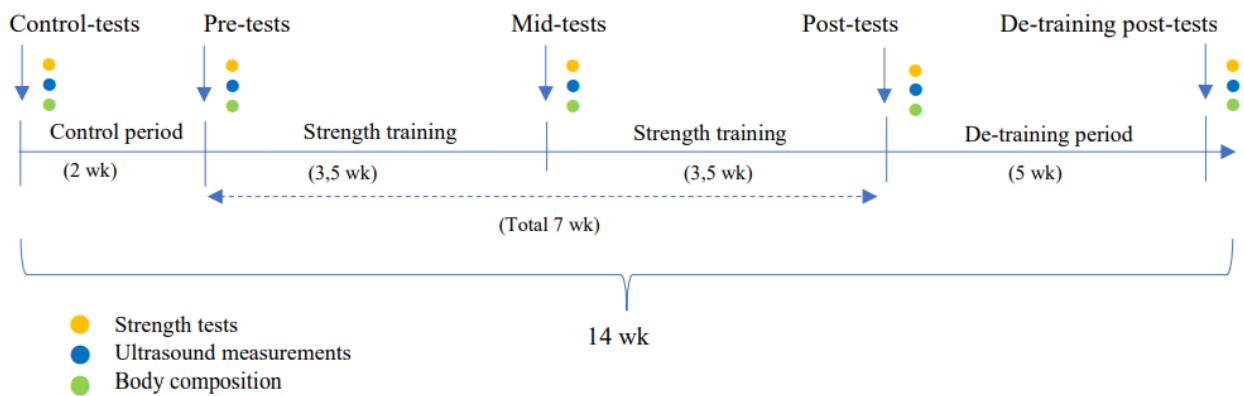 Control-tests Pre-tests Mid-tests Post-tests De-training post-tests
Control period Strength training Strength training De-training period
(2 wk) (3,5 wk) (3,5 wk) (5 wk)
(Total 7 wk)
14 wk
Strength tests
Ultrasound measurements
Body composition